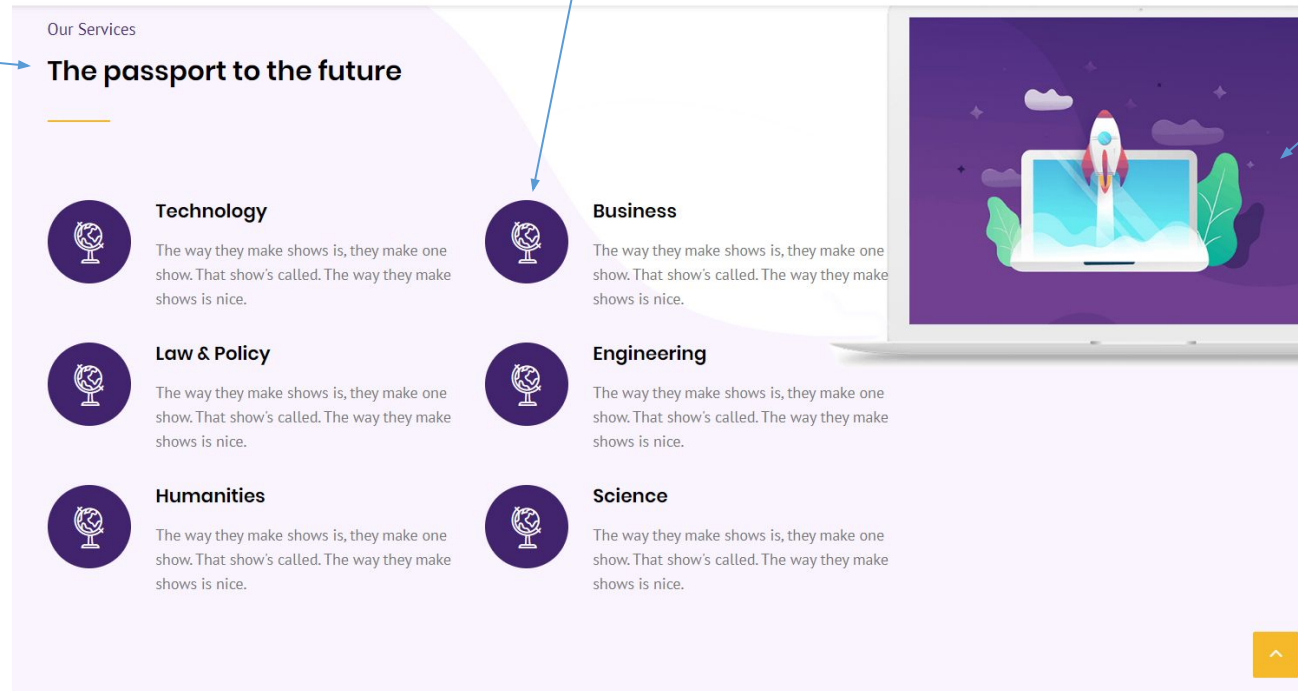 Our Services
The passport to the future
Technology
The way they make shows is, they make one
show. That show's called. The way they make
shows is nice.
Business
The way they make shows is, they make one
show. That show's called. The way they make
shows is nice.
Law & Policy
The way they make shows is, they make one
show. That show's called. The way they make
shows is nice.
Engineering
The way they make shows is, they make one
show. That show's called. The way they make
shows is nice.
Humanities
The way they make shows is, they make one
show. That show's called. The way they make
shows is nice.
Science
The way they make shows is, they make one
show. That show's called. The way they make
shows is nice.